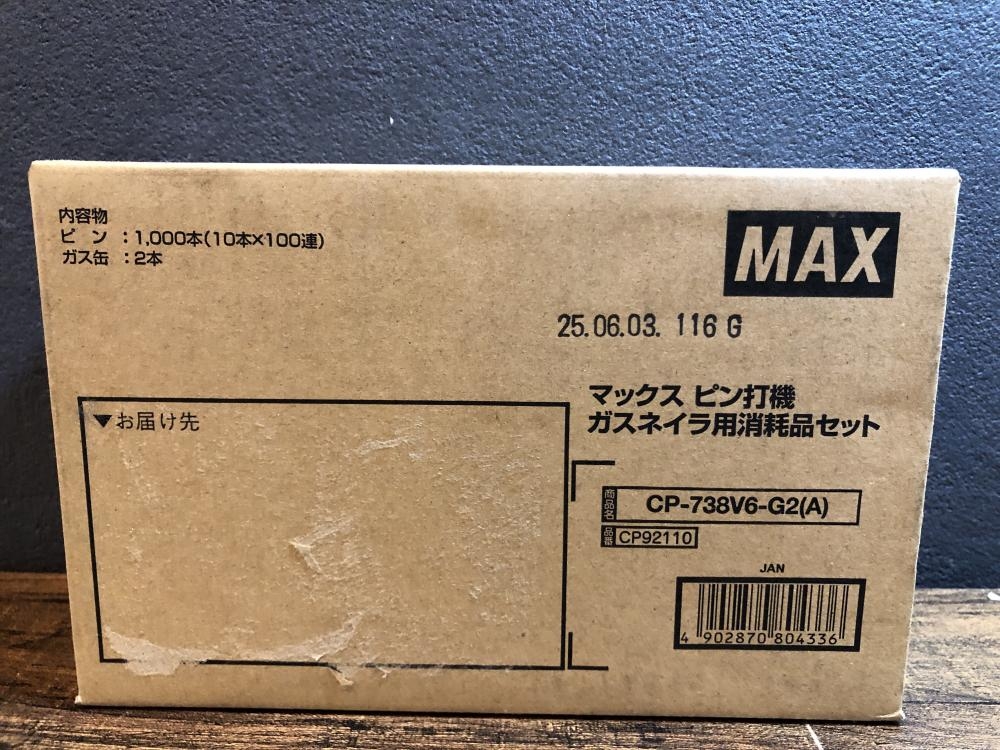 内容物
ピン：1,000本(10本×100連)
ガス缶：2本
MAX
25.06.03. 116 G
▼お届け先
マックス ピン打機
ガスネイラ用消耗品セット
商品名 CP-738V6-G2(A)
品番 CP92110
JAN
4 902870 804336